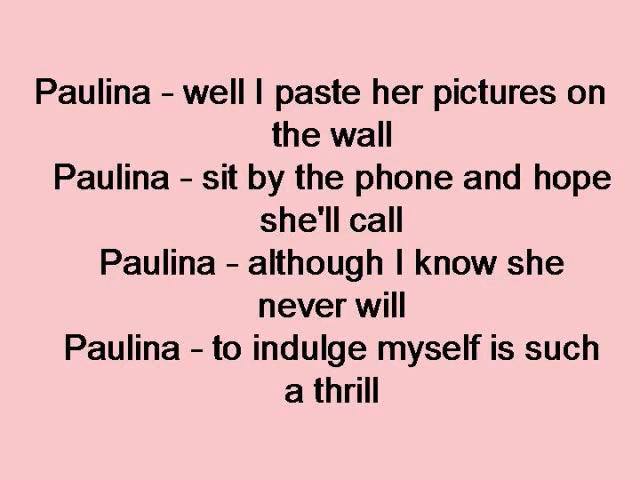 Paulina - well I paste her pictures on
the wall
Paulina - sit by the phone and hope
she'll call
Paulina - although I know she
never will
Paulina - to indulge myself is such
a thrill